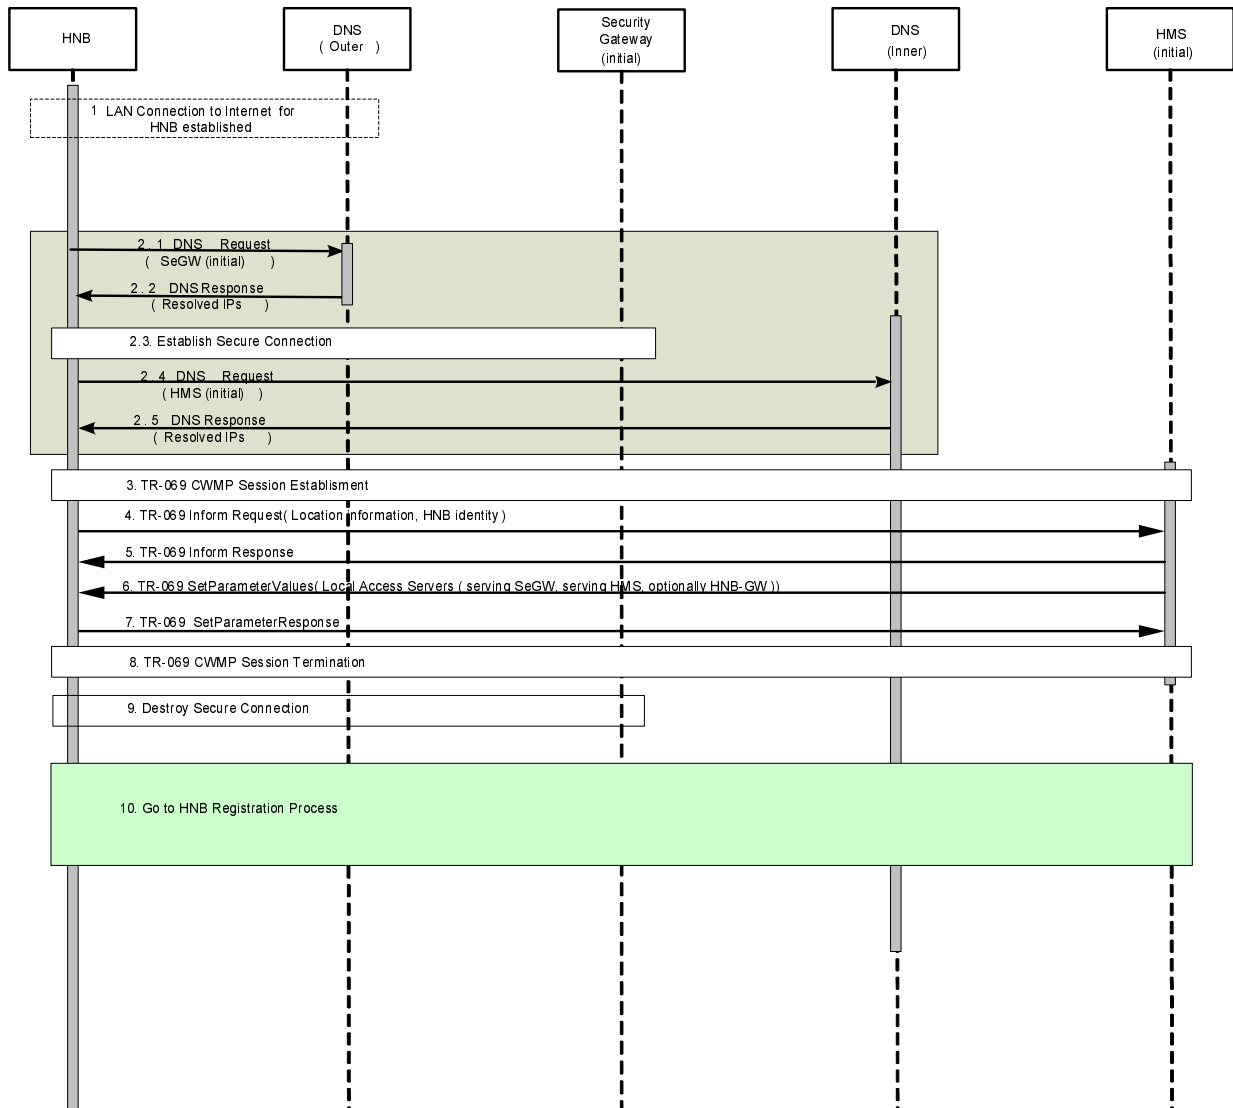 HNB
DNS
( Outer )
Security
Gateway
(initial)
DNS
(Inner)
HMS
(initial)
1 LAN Connection to Internet for
HNB established
2 . 1 DNS Request
( SeGW (initial) )
2 . 2 DNS Response
( Resolved IPs )
2.3. Establish Secure Connection
2 . 4 DNS Request
( HMS (initial) )
2 . 5 DNS Response
( Resolved IPs )
3. TR-069 CWMP Session Establisment
4. TR-069 Inform Request( Location information, HNB identity )
5. TR-069 Inform Response
6. TR-069 SetParameterValues( Local Access Servers ( serving SeGW, serving HMS, optionally HNB-GW ))
7. TR-069 SetParameterResponse
8. TR-069 CWMP Session Termination
9. Destroy Secure Connection
10. Go to HNB Registration Process